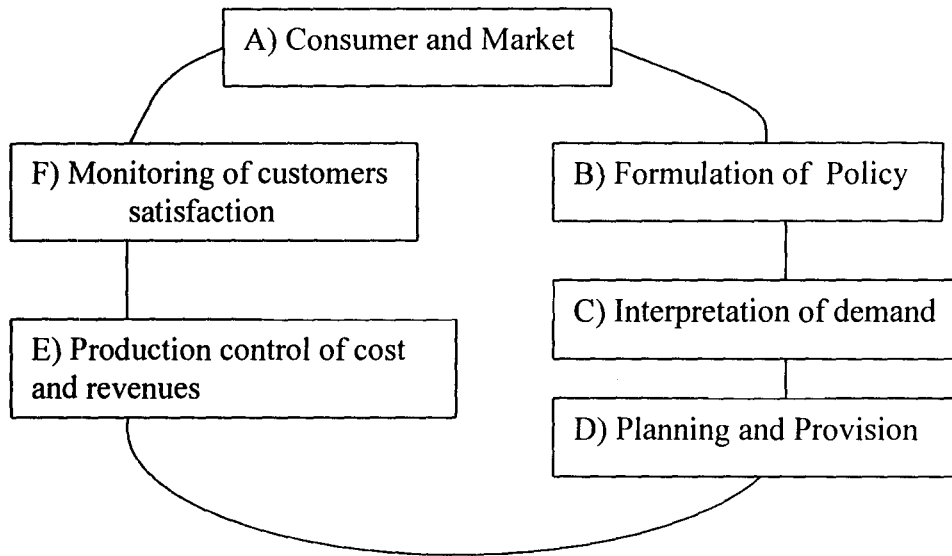 A) Consumer and Market
F) Monitoring of customers
satisfaction
B) Formulation of Policy
C) Interpretation of demand
E) Production control of cost
and revenues
D) Planning and Provision